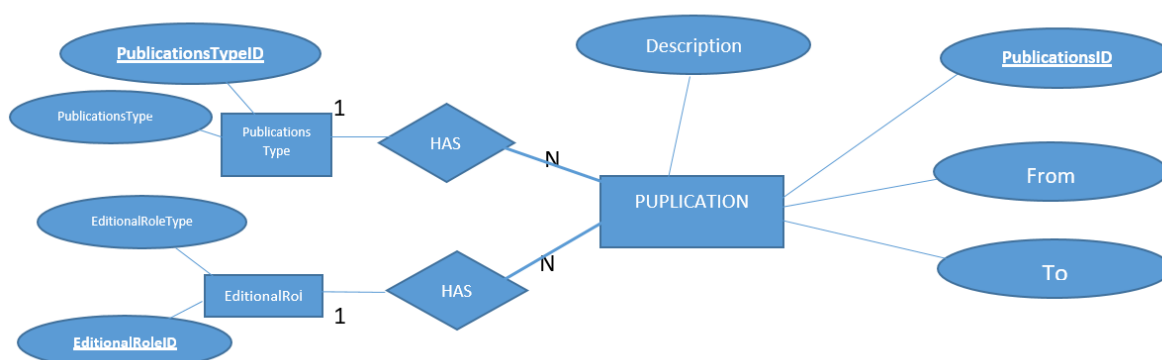 PublicationsTypeID
PublicationsType
Publications
Type
1
HAS
N
Description
PUPLICATION
PublicationsID
From
To
EditionalRoleType
EditionalRoi
1
HAS
N
EditionalRoleID